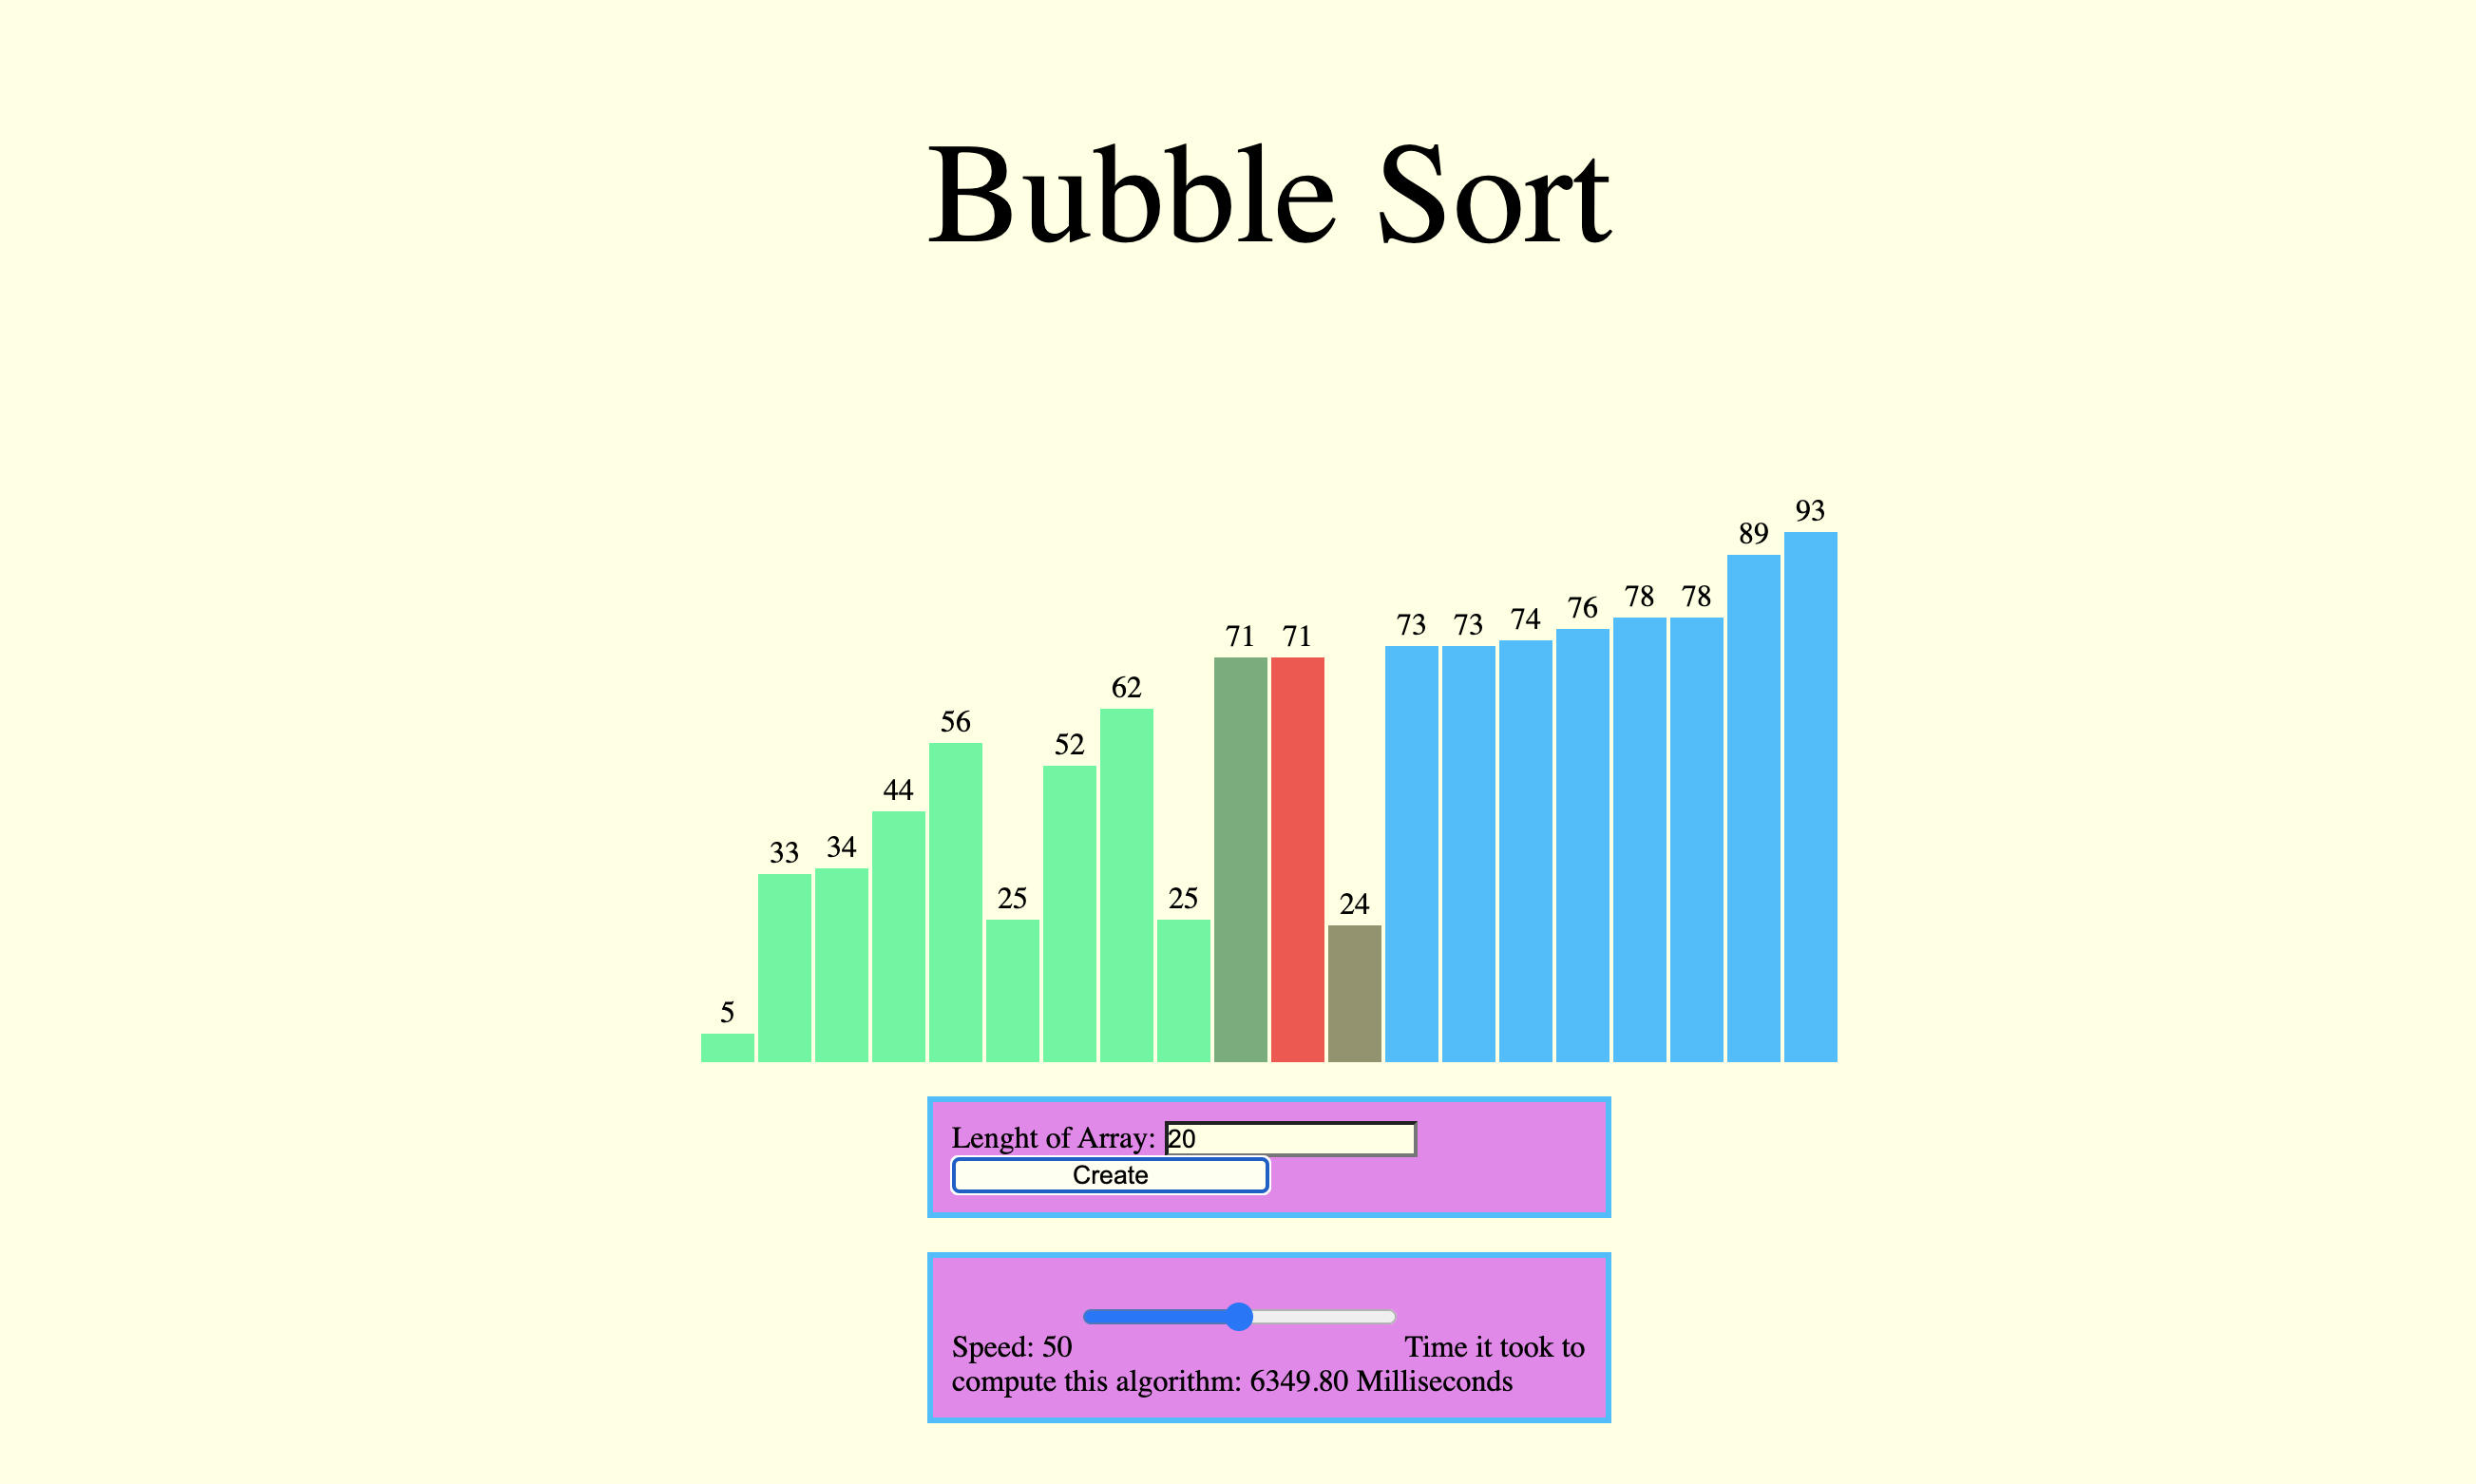 Bubble Sort
5 33 34 44 56 25 52 62 25 71 71 24 73 73 74 76 78 78 89 93
Lenght of Array: 20
Create
Speed: 50 Time it took to
compute this algorithm: 6349.80 Milliseconds